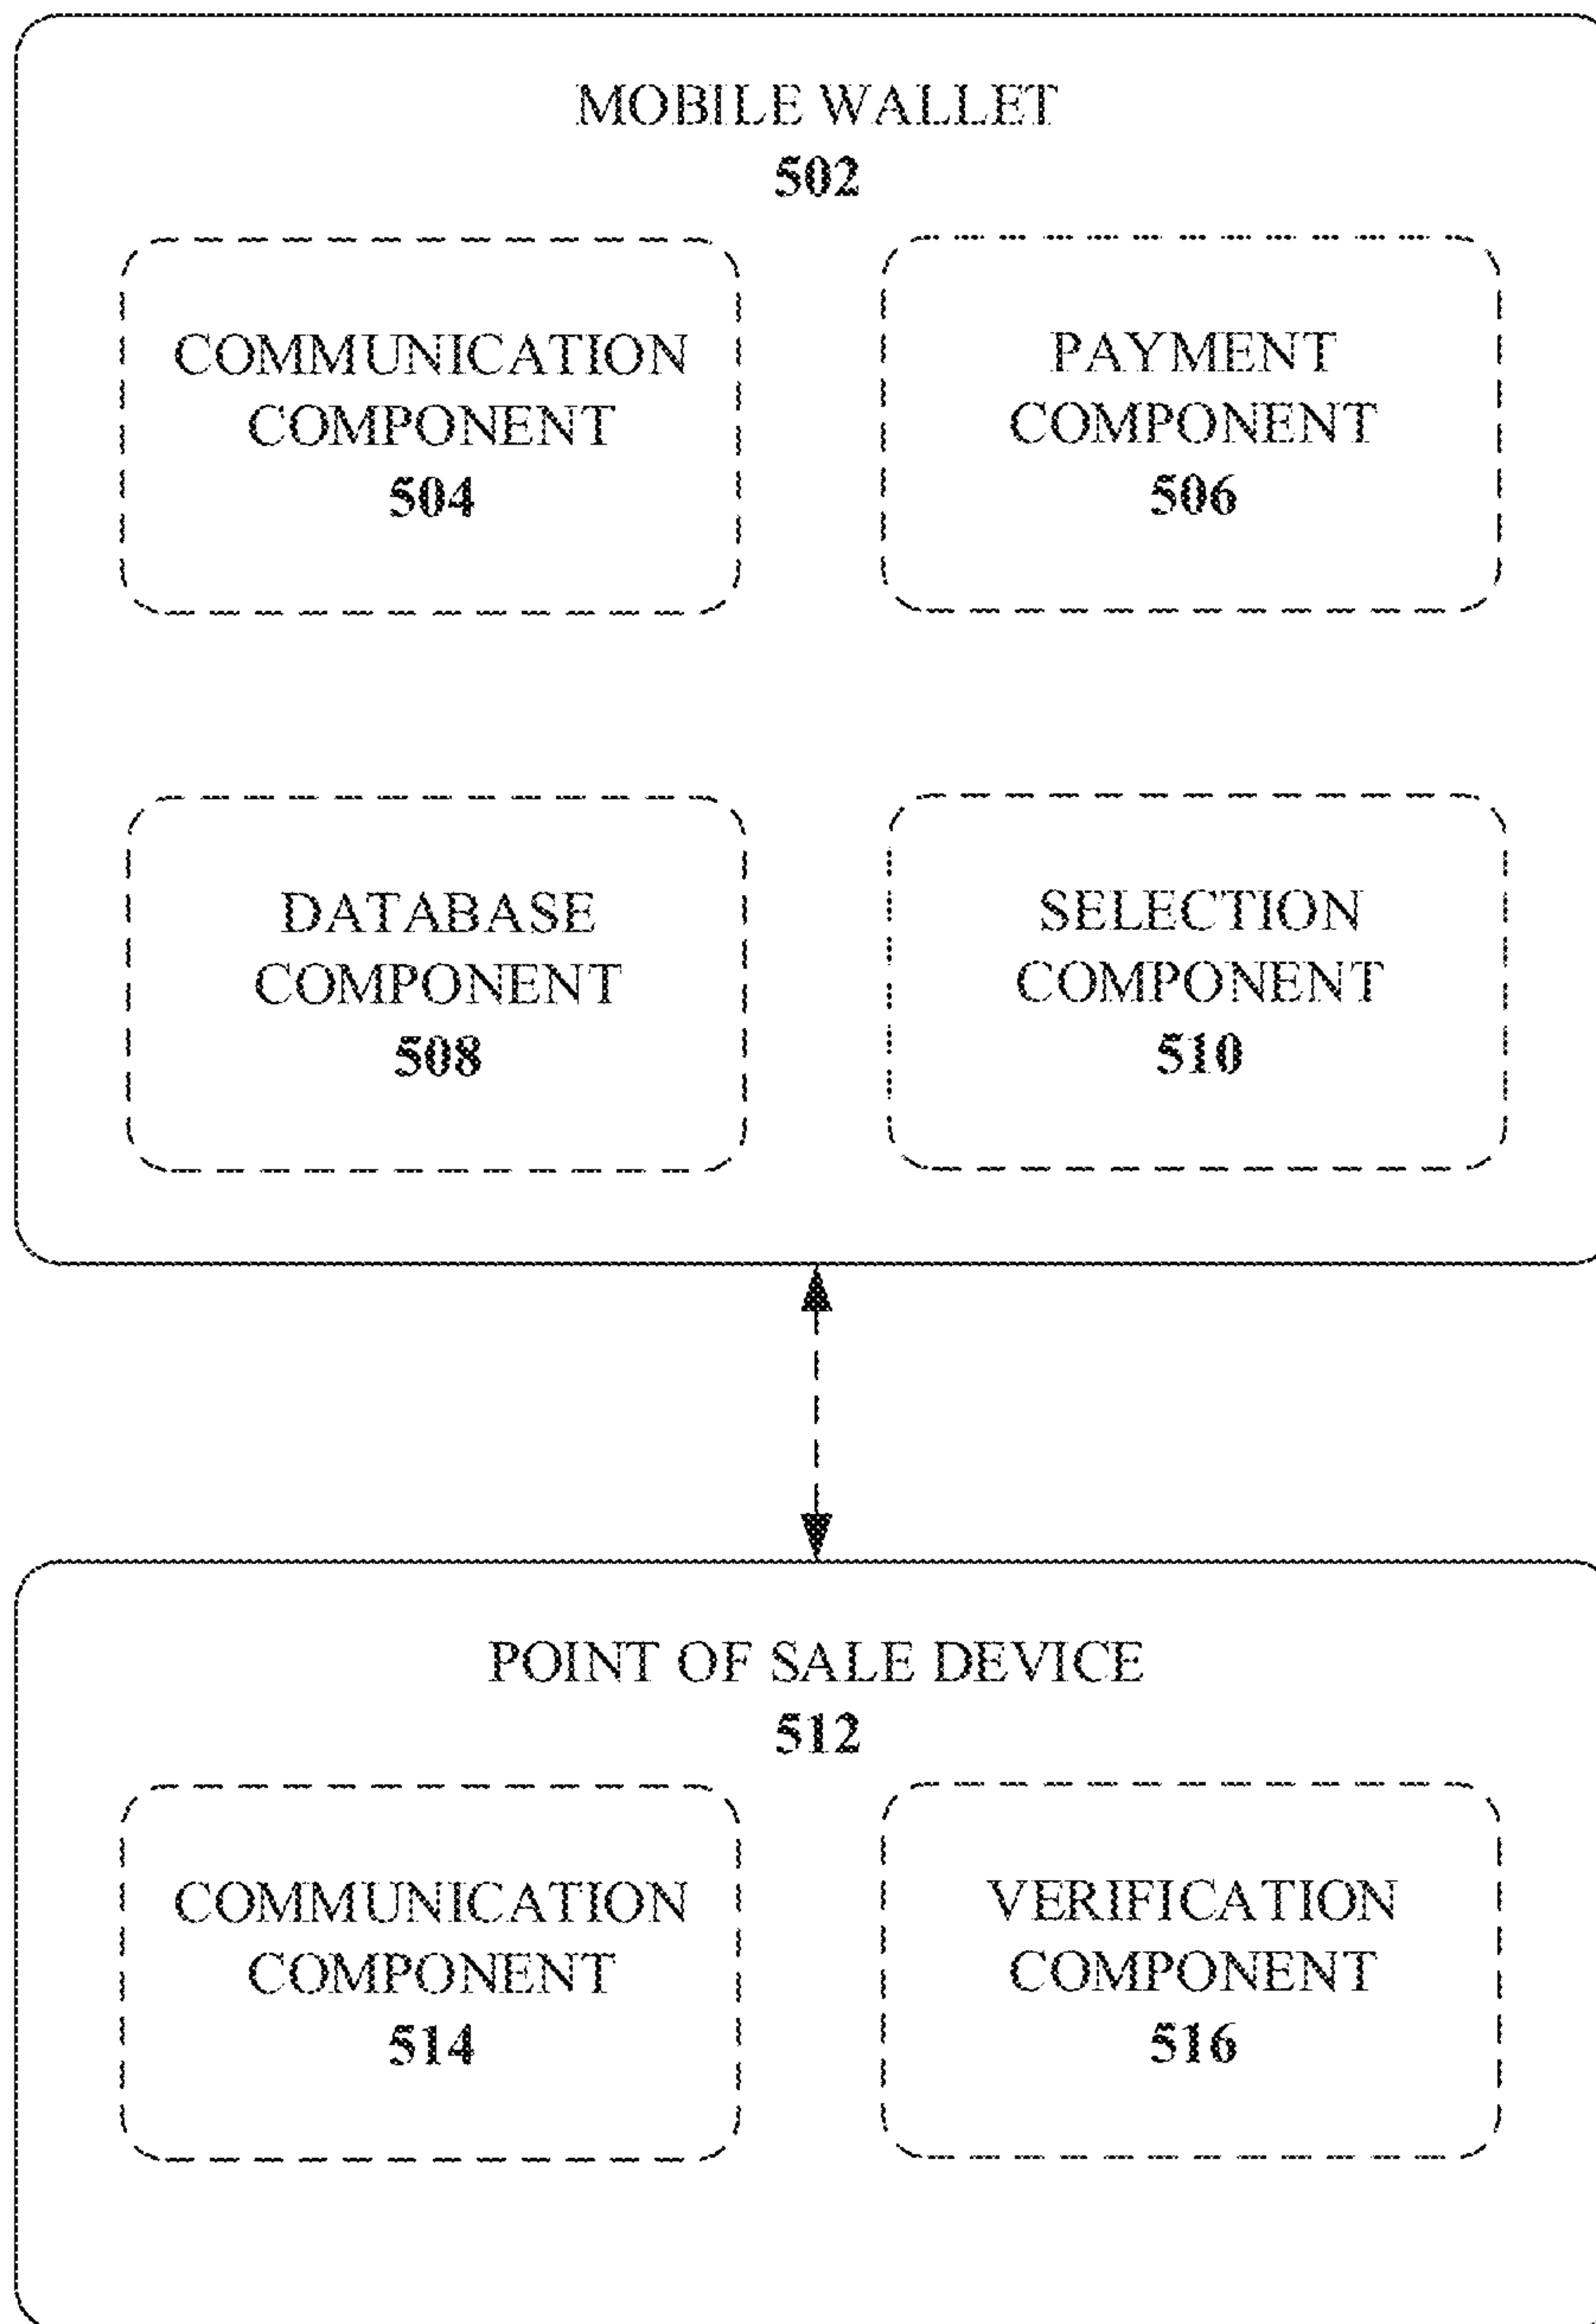 MOBILE WALLET
502
COMMUNICATION
COMPONENT
504
PAYMENT
COMPONENT
506
DATABASE
COMPONENT
508
SELECTION
COMPONENT
510
POINT OF SALE DEVICE
512
COMMUNICATION
COMPONENT
514
VERIFICATION
COMPONENT
516